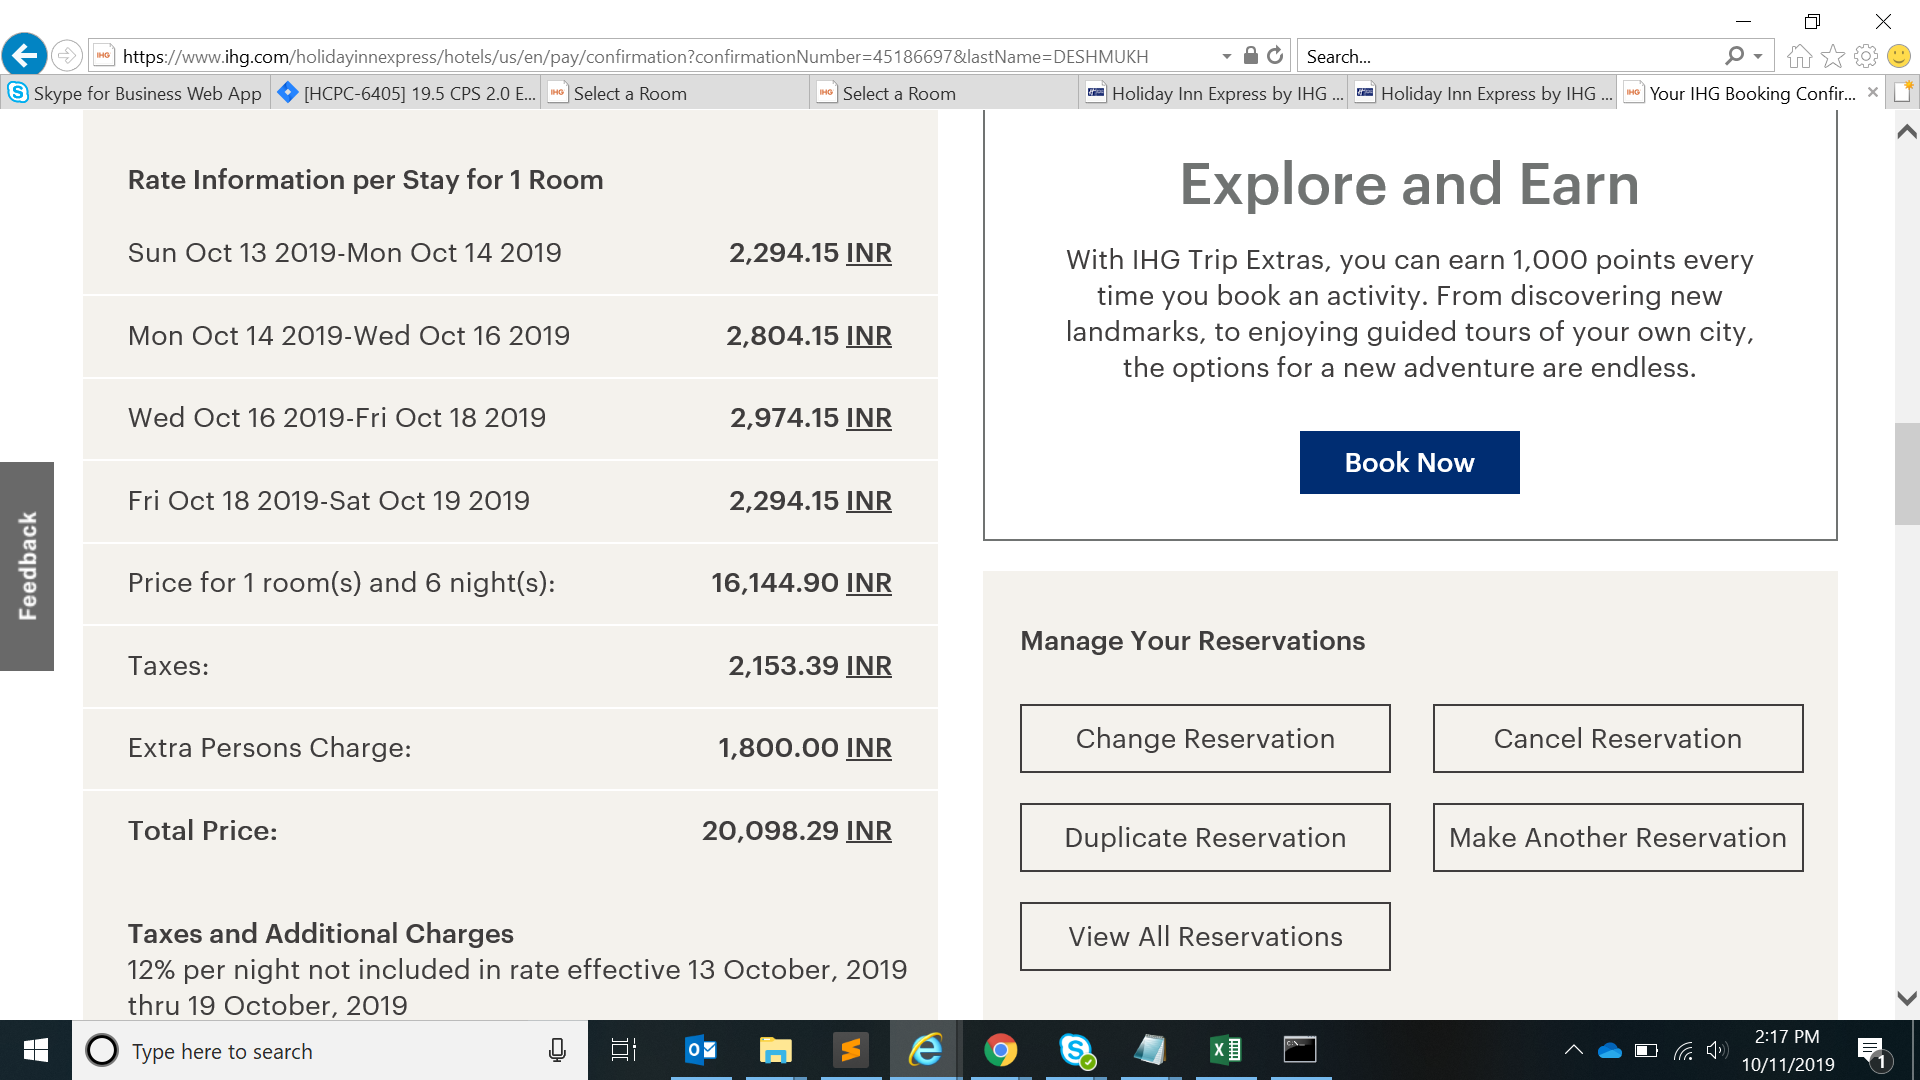 https://www.ihg.com/holidayinnexpress/hotels/us/en/pay/confirmation?confirmationNumber=45186697&lastName=DESHMUKH
Search...
Skype for Business Web App
[HCPC-6405] 19.5 CPS 2.0 E...
IHG Select a Room
IHG Select a Room
Holiday Inn Express by IHG ...
Holiday Inn Express by IHG ...
IHG Your IHG Booking Confir...
Rate Information per Stay for 1 Room
Sun Oct 13 2019-Mon Oct 14 2019 2,294.15 INR
Mon Oct 14 2019-Wed Oct 16 2019 2,804.15 INR
Wed Oct 16 2019-Fri Oct 18 2019 2,974.15 INR
Fri Oct 18 2019-Sat Oct 19 2019 2,294.15 INR
Price for 1 room(s) and 6 night(s): 16,144.90 INR
Taxes: 2,153.39 INR
Extra Persons Charge: 1,800.00 INR
Total Price: 20,098.29 INR
Taxes and Additional Charges
12% per night not included in rate effective 13 October, 2019
thru 19 October, 2019
Feedback
Explore and Earn
With IHG Trip Extras, you can earn 1,000 points every
time you book an activity. From discovering new
landmarks, to enjoying guided tours of your own city,
the options for a new adventure are endless.
Book Now
Manage Your Reservations
Change Reservation
Cancel Reservation
Duplicate Reservation
Make Another Reservation
View All Reservations
Type here to search
2:17 PM
10/11/2019
1